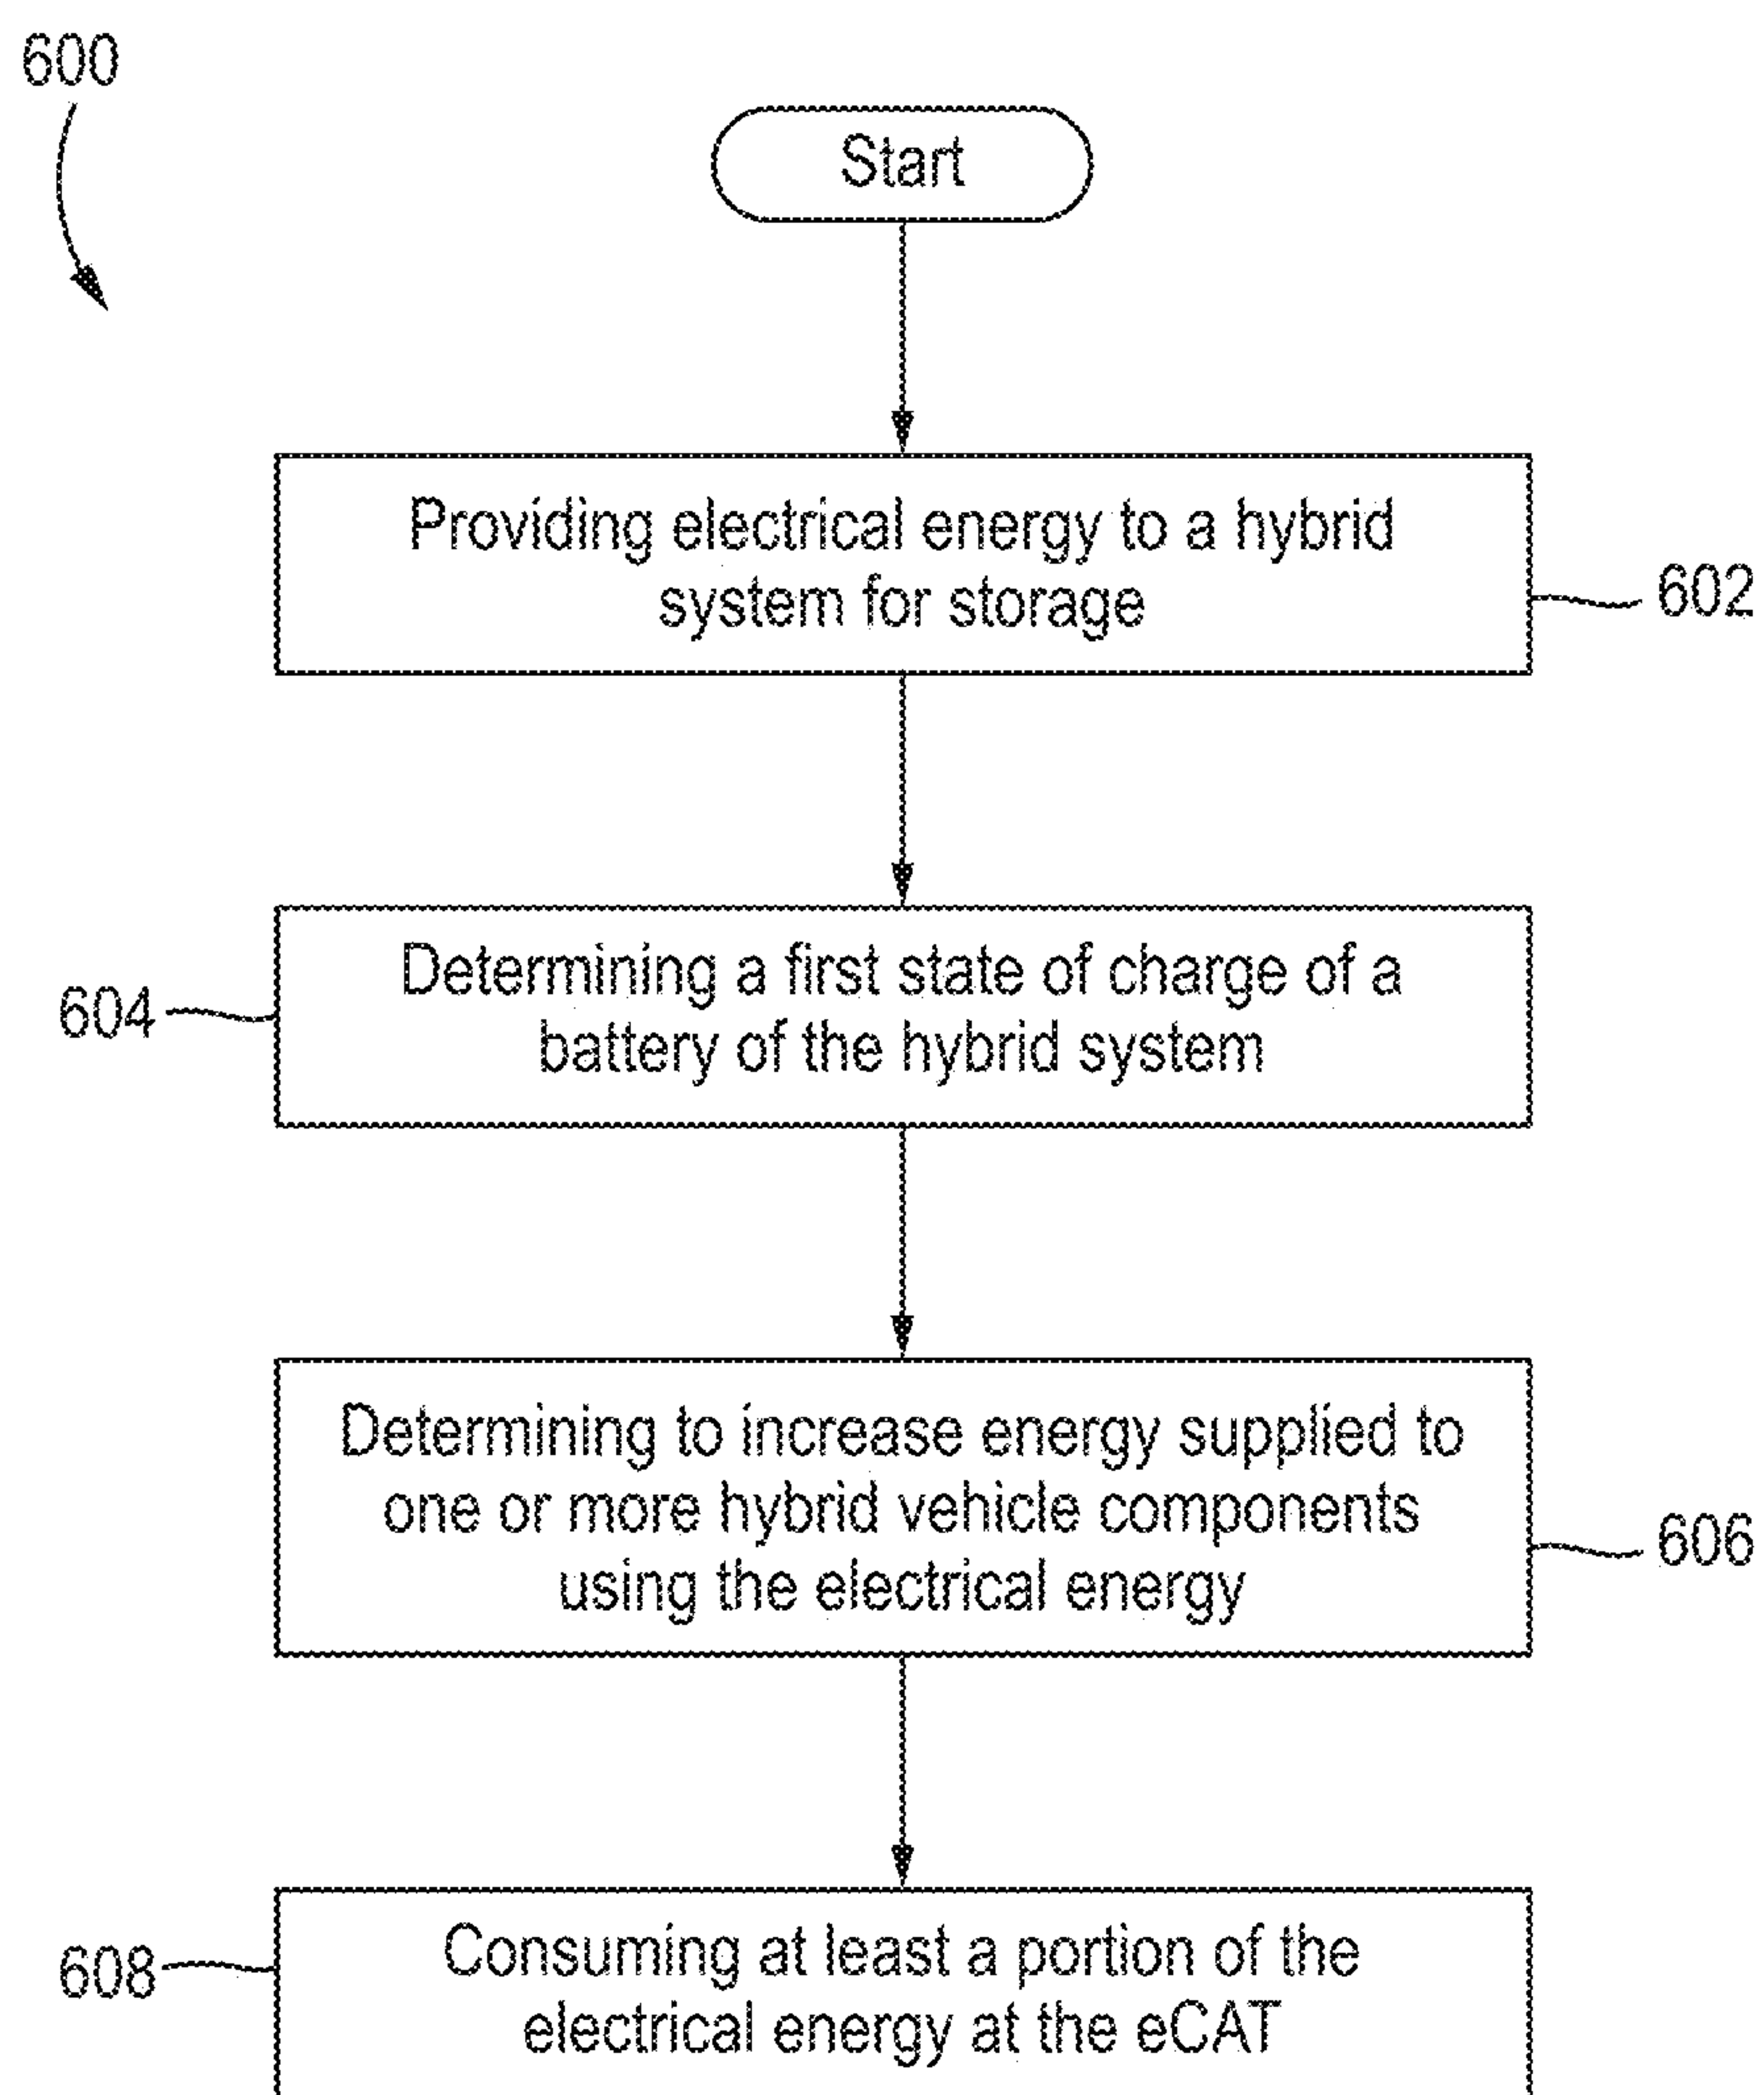 600
Start
Providing electrical energy to a hybrid
system for storage
602
Determining a first state of charge of a
battery of the hybrid system
604
Determining to increase energy supplied to
one or more hybrid vehicle components
using the electrical energy
606
Consuming at least a portion of the
electrical energy at the eCAT
608